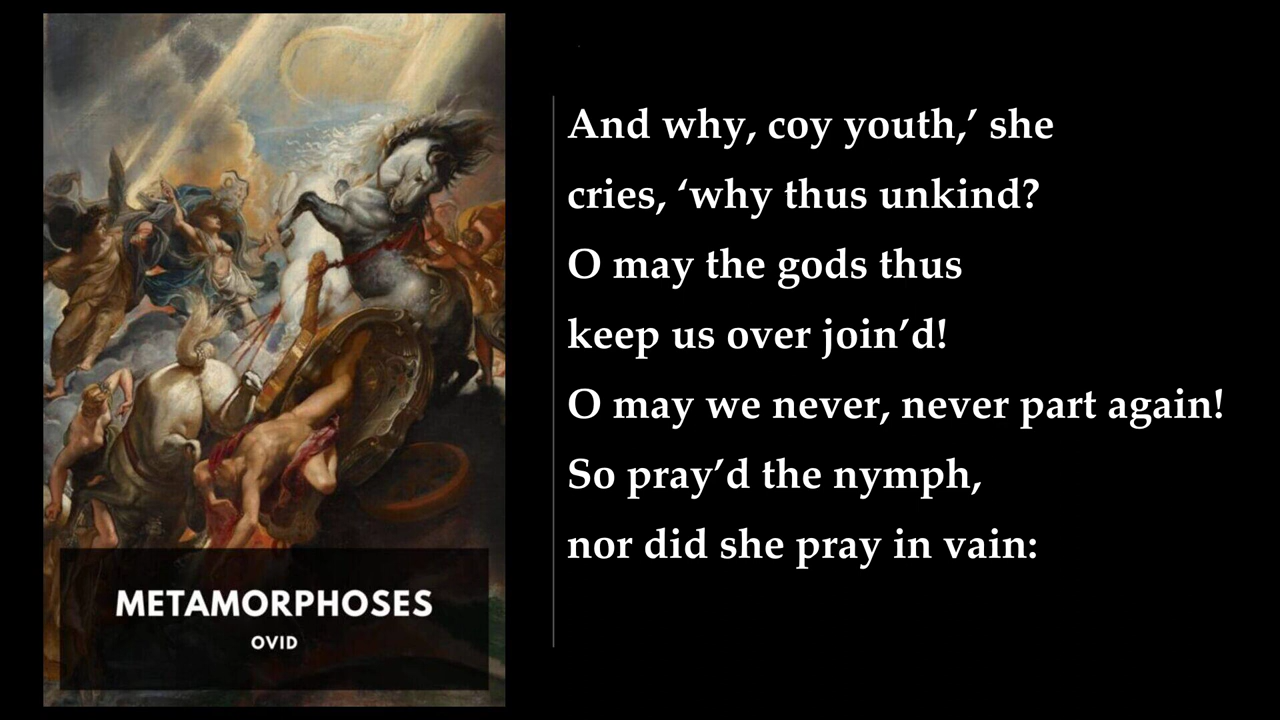 METAMORPHOSES
OVID
And why, coy youth,’ she
cries, ‘why thus unkind?
O may the gods thus
keep us over join’d!
O may we never, never part again!
So pray’d the nymph,
nor did she pray in vain: